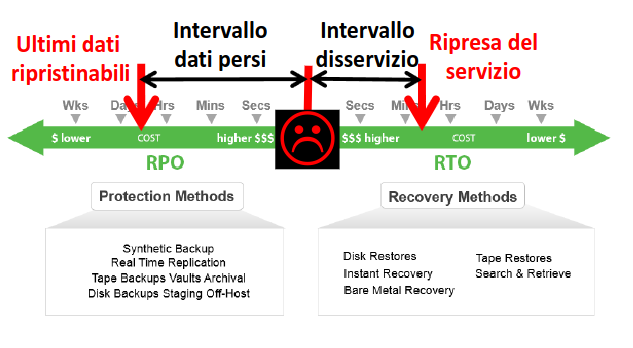 Ultimi dati
ripristinabili
Intervallo
dati persi
Intervallo
disservizio
Ripresa del
servizio
Wks Days Hrs Mins Secs
Secs Mins Hrs Days Wks
$ lower COST higher $$$
$$$ higher COST lower $
RPO
RTO
Protection Methods
Synthetic Backup
Real Time Replication
Tape Backups Vaults Archival
Disk Backups Staging Off-Host
Recovery Methods
Disk Restores
Instant Recovery
Bare Metal Recovery
Tape Restores
Search & Retrieve